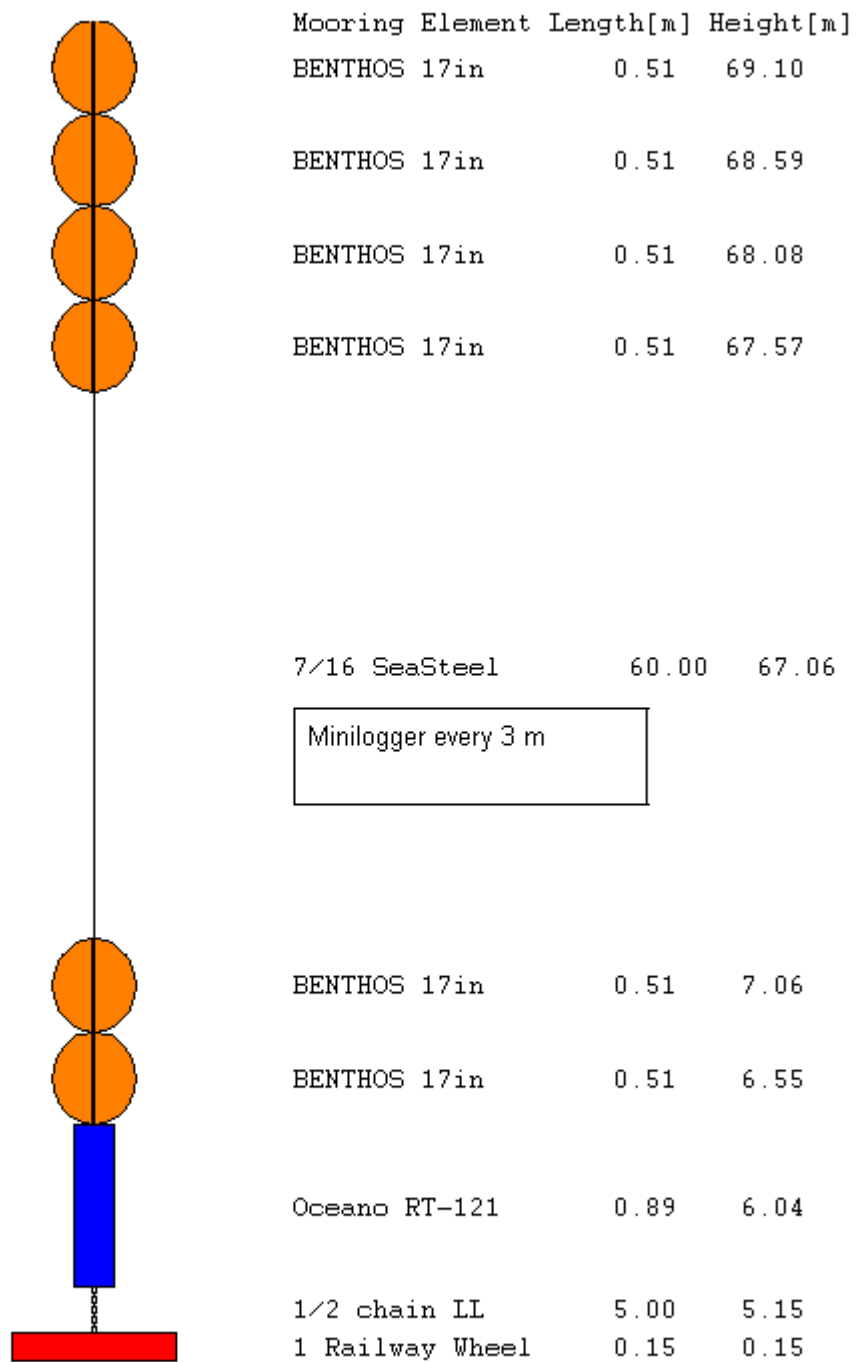 Mooring Element Length[m] Height[m]
BENTHOS 17in 0.51 69.10
BENTHOS 17in 0.51 68.59
BENTHOS 17in 0.51 68.08
BENTHOS 17in 0.51 67.57
7/16 SeaSteel 60.00 67.06
Minilogger every 3 m
BENTHOS 17in 0.51 7.06
BENTHOS 17in 0.51 6.55
Oceano RT-121 0.89 6.04
1/2 chain LL 5.00 5.15
1 Railway Wheel 0.15 0.15